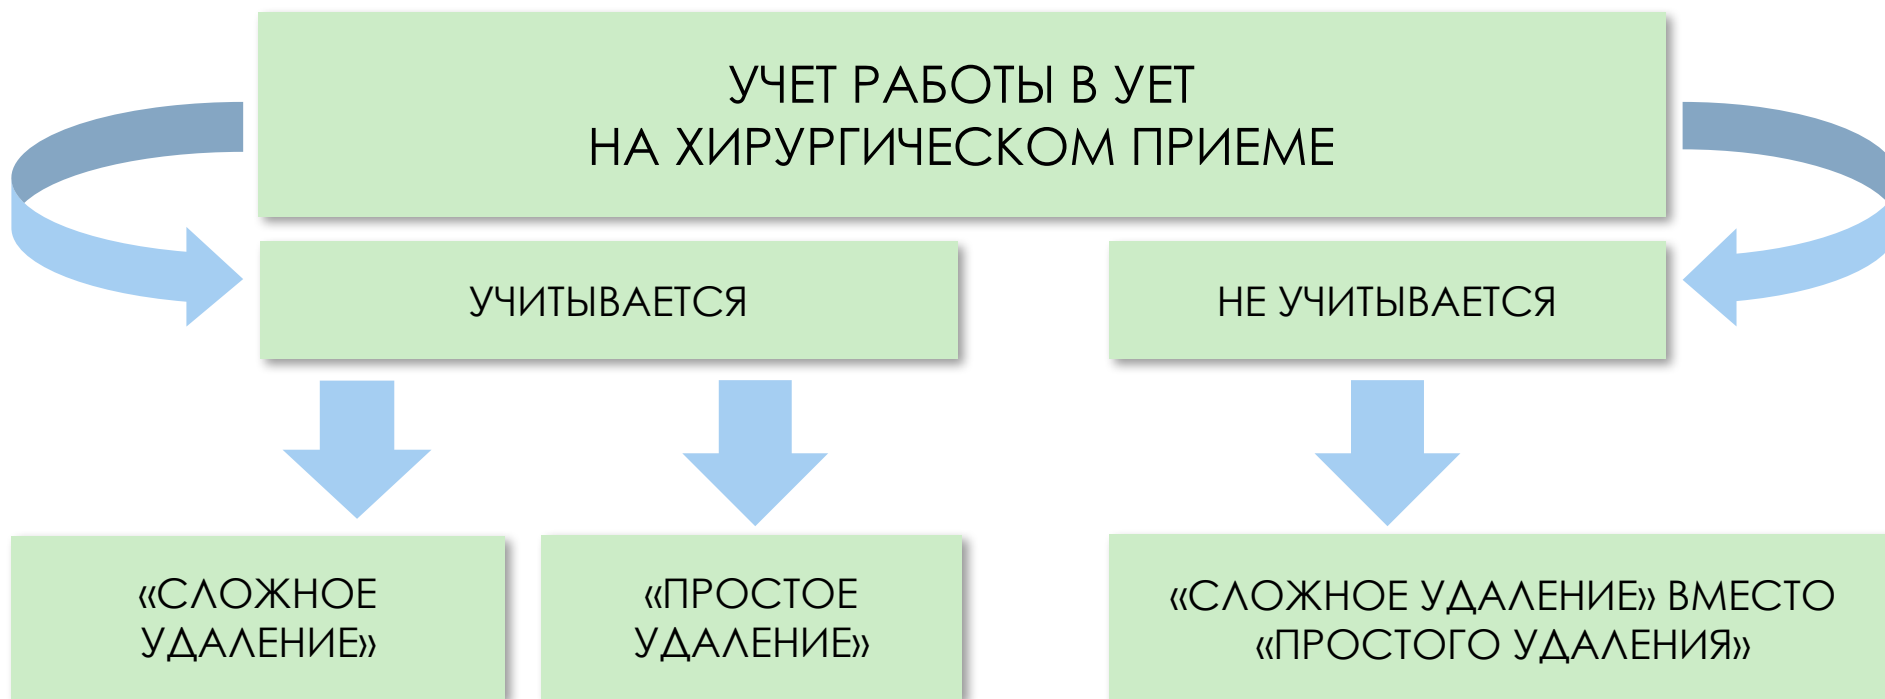 УЧЕТ РАБОТЫ В УЕТ
НА ХИРУРГИЧЕСКОМ ПРИЕМЕ
УЧИТЫВАЕТСЯ
НЕ УЧИТЫВАЕТСЯ
«СЛОЖНОЕ
УДАЛЕНИЕ»
«ПРОСТОЕ
УДАЛЕНИЕ»
«СЛОЖНОЕ УДАЛЕНИЕ» ВМЕСТО
«ПРОСТОГО УДАЛЕНИЯ»